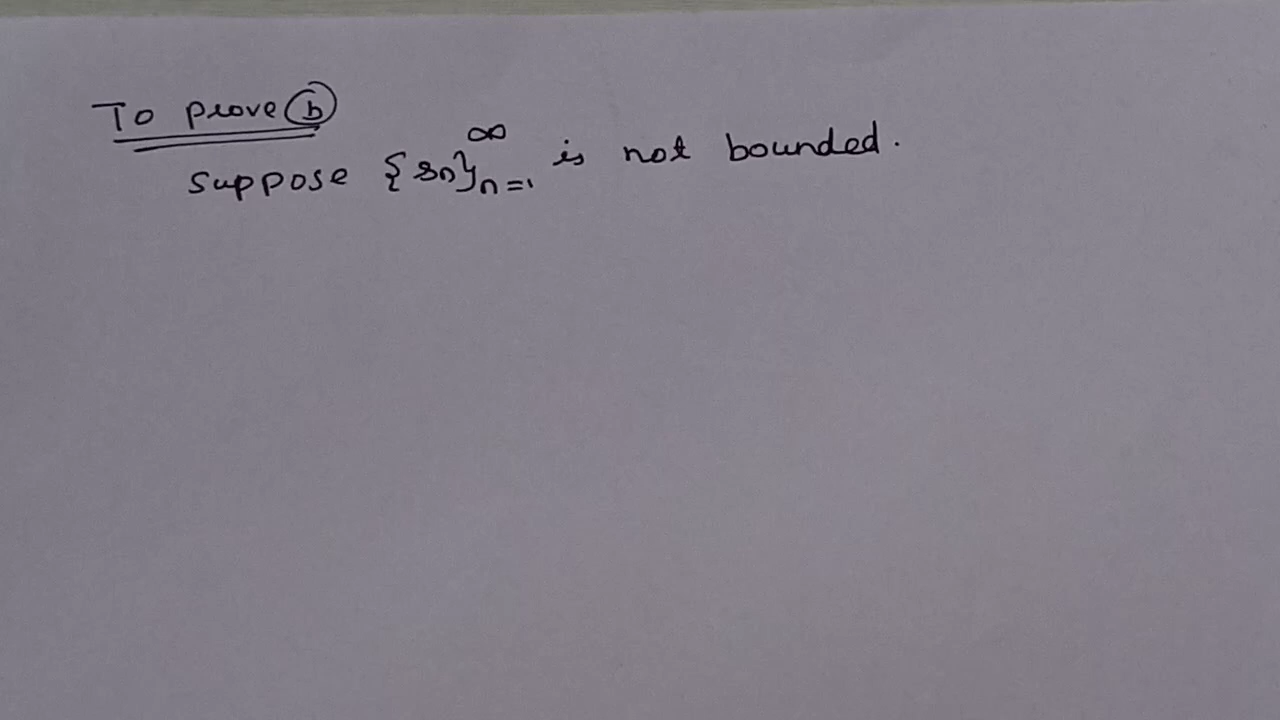 To prove (b)
suppose {sn}∞n=1 is not bounded.